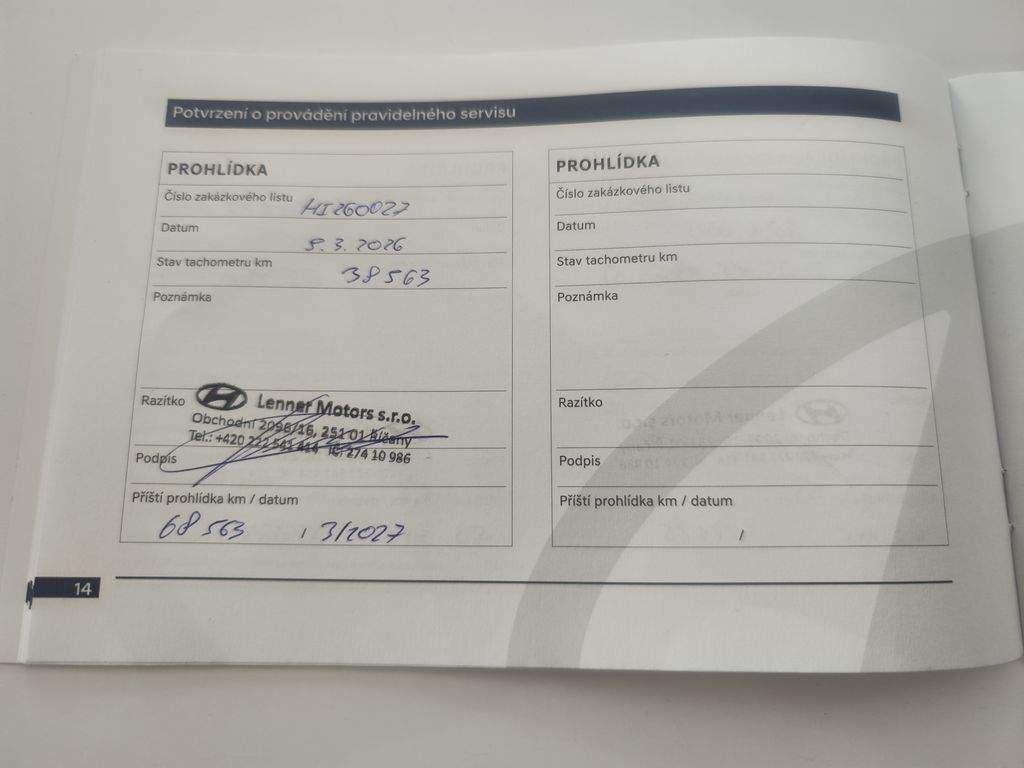 Potvrzení o provádění pravidelného servisu
PROHLÍDKA
Číslo zakázkového listu HI260027
Datum 9.3.2026
Stav tachometru km 38 563
Poznámka
Razítko Lenner Motors s.r.o.
Obchodní 2096/16, 251 01 Říčany
Tel.: +420 222 542 414 IČ: 274 10 986
Podpis
Příští prohlídka km / datum
68 563 / 3/2027
PROHLÍDKA
Číslo zakázkového listu
Datum
Stav tachometru km
Poznámka
Razítko
Podpis
Příští prohlídka km / datum
/
14